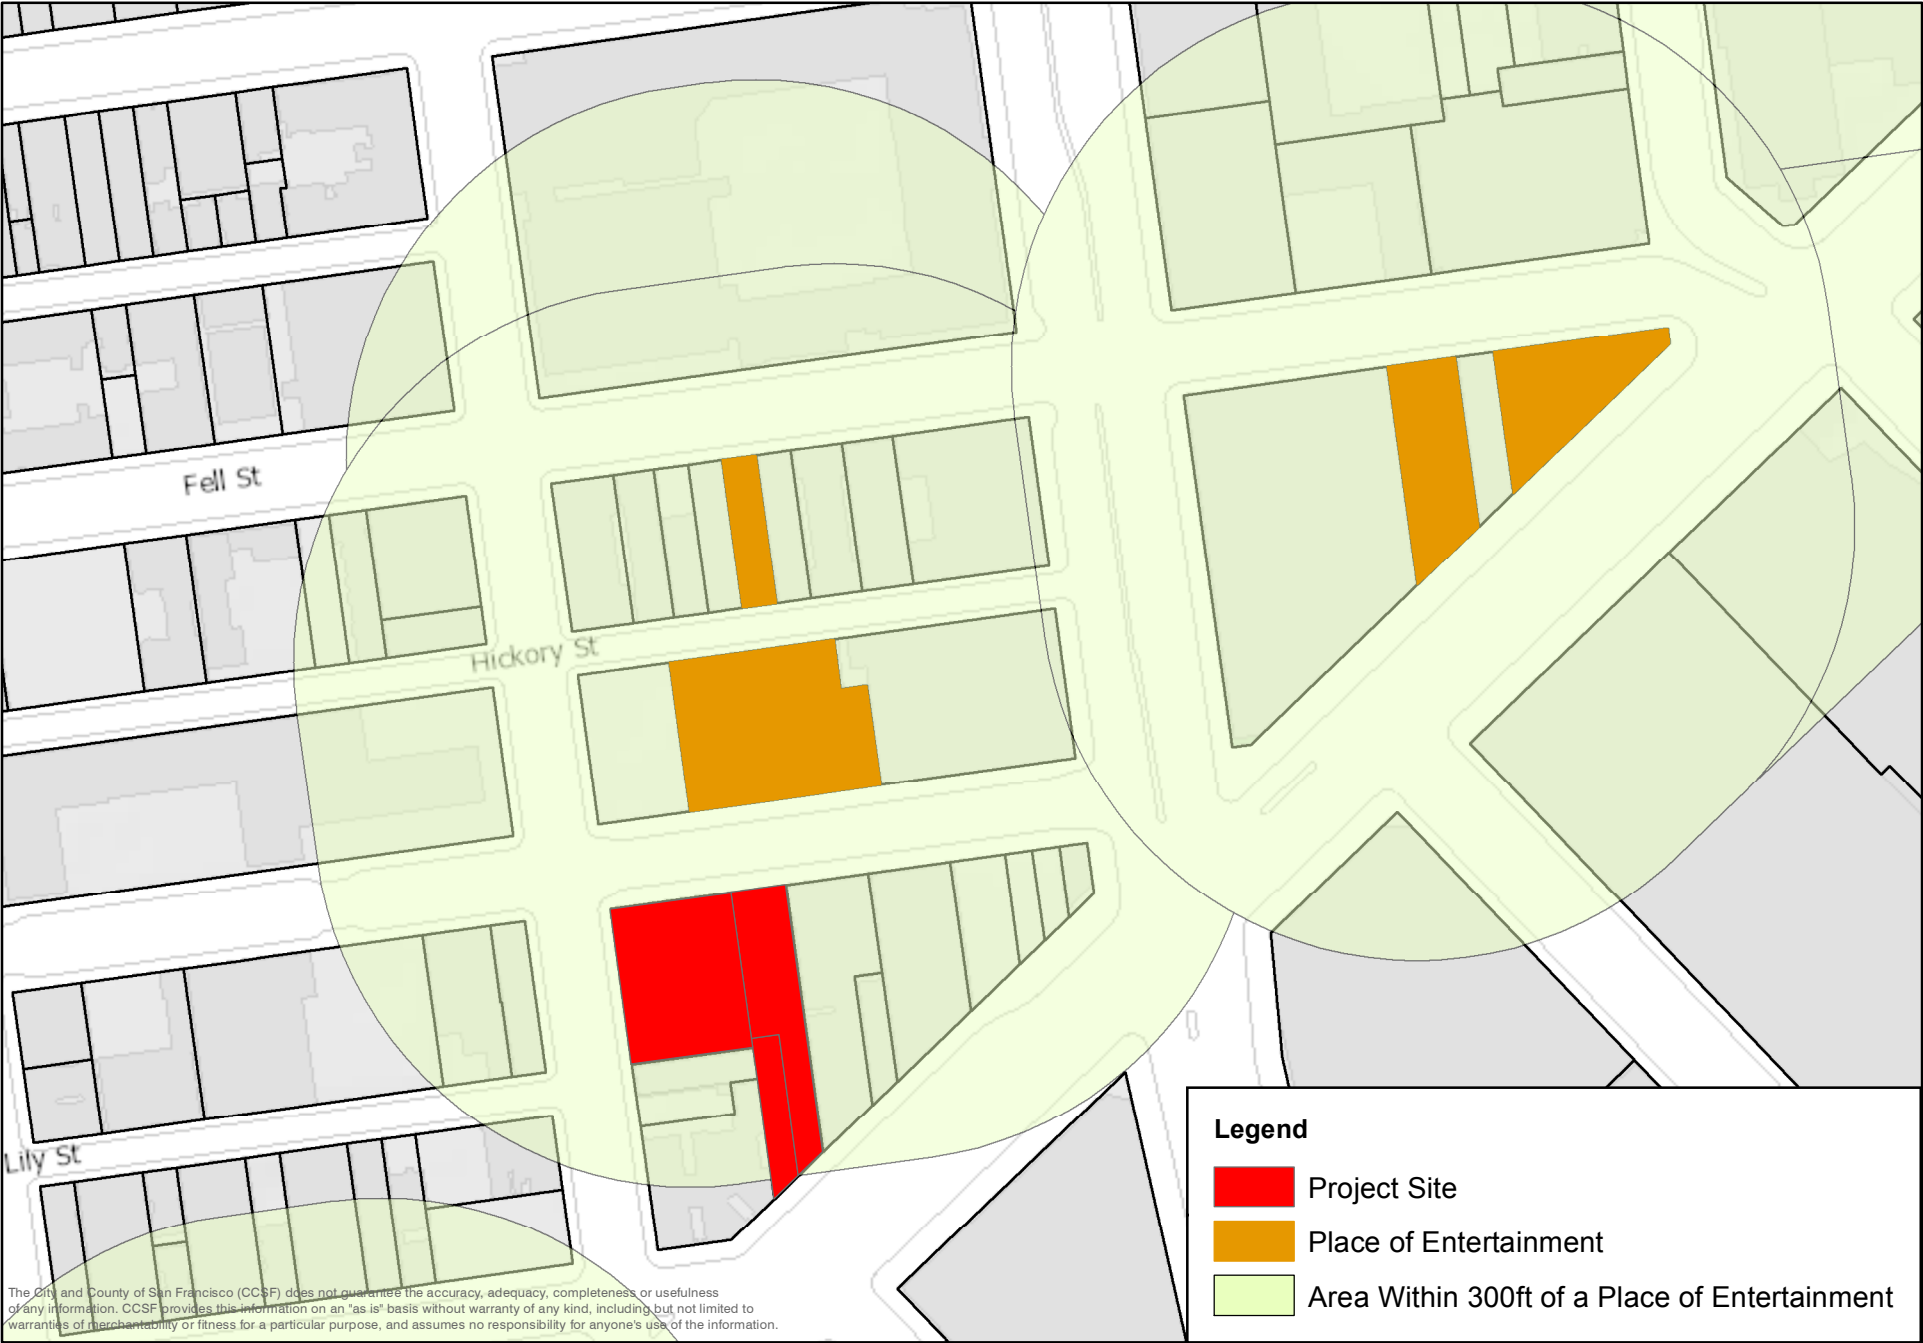 Fell St
Hickory St
Lily St
Legend
Project Site
Place of Entertainment
Area Within 300ft of a Place of Entertainment
The City and County of San Francisco (CCSF) does not guarantee the accuracy, adequacy, completeness or usefulness
of any information. CCSF provides this information on an "as is" basis without warranty of any kind, including but not limited to
warranties of merchantability or fitness for a particular purpose, and assumes no responsibility for anyone's use of the information.